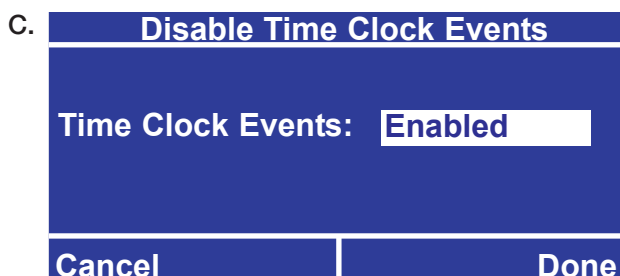 C.
Disable Time Clock Events
Time Clock Events: Enabled
Cancel Done